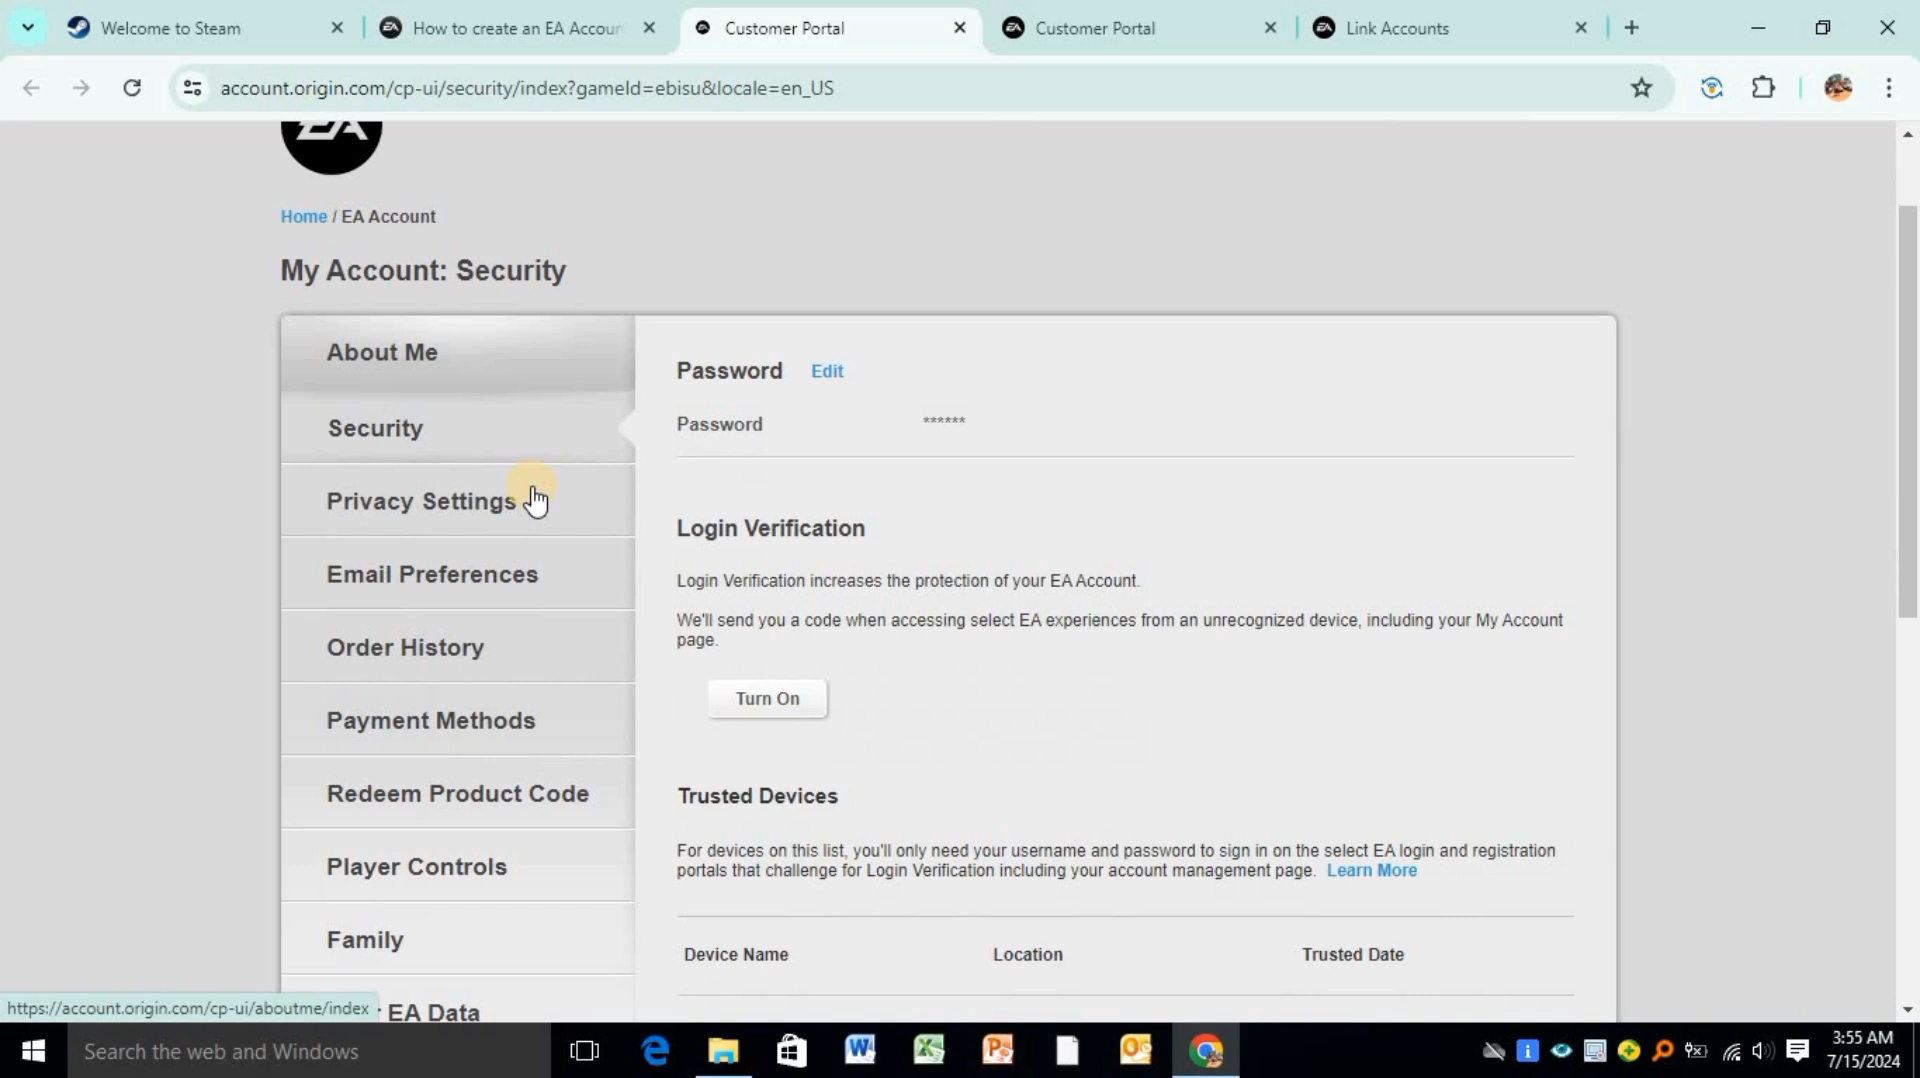 Welcome to Steam
How to create an EA Accoun
Customer Portal
Customer Portal
Link Accounts
account.origin.com/cp-ui/security/index?gameId=ebisu&locale=en_US
EA
Home / EA Account
My Account: Security
About Me
Security
Privacy Settings
Email Preferences
Order History
Payment Methods
Redeem Product Code
Player Controls
Family
EA Data
Password Edit
Password ******
Login Verification
Login Verification increases the protection of your EA Account.
We'll send you a code when accessing select EA experiences from an unrecognized device, including your My Account
page.
Turn On
Trusted Devices
For devices on this list, you'll only need your username and password to sign in on the select EA login and registration
portals that challenge for Login Verification including your account management page. Learn More
Device Name Location Trusted Date
https://account.origin.com/cp-ui/aboutme/index
Search the web and Windows
3:55 AM
7/15/2024